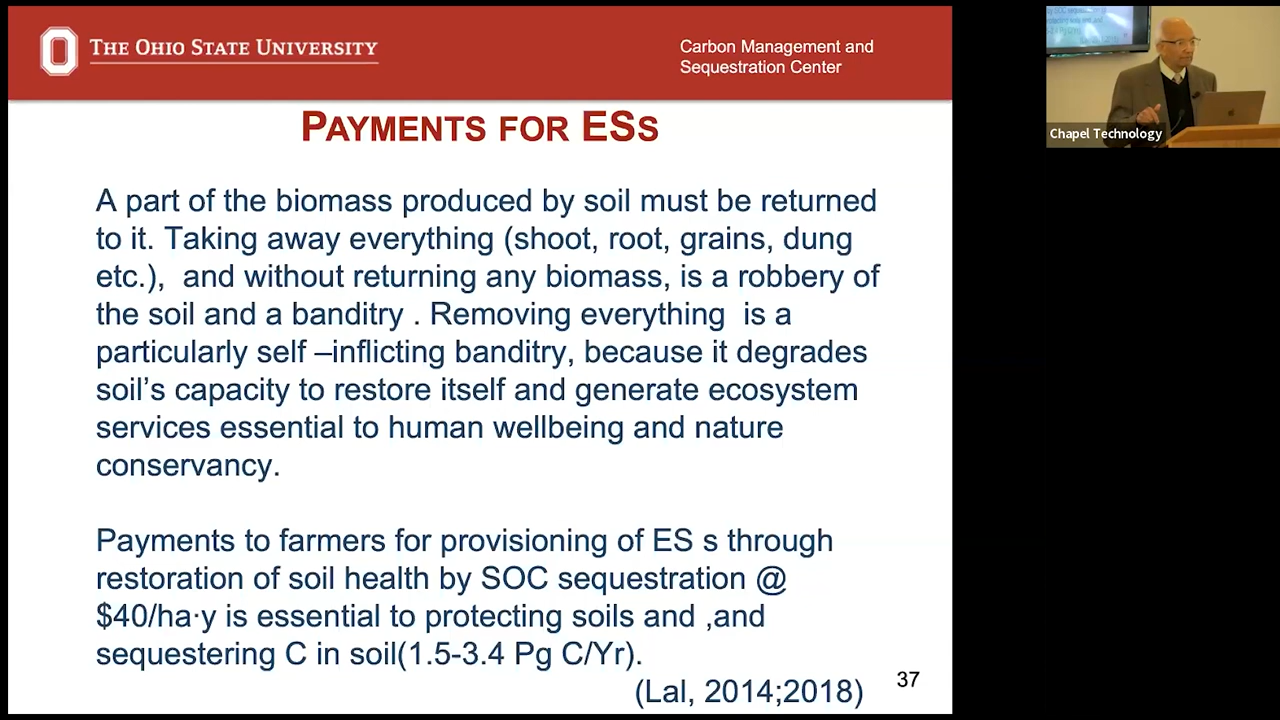 THE OHIO STATE UNIVERSITY
Carbon Management and
Sequestration Center
PAYMENTS FOR ESS
A part of the biomass produced by soil must be returned
to it. Taking away everything (shoot, root, grains, dung
etc.),  and without returning any biomass, is a robbery of
the soil and a banditry . Removing everything  is a
particularly self –inflicting banditry, because it degrades
soil’s capacity to restore itself and generate ecosystem
services essential to human wellbeing and nature
conservancy.
Payments to farmers for provisioning of ES s through
restoration of soil health by SOC sequestration @
$40/ha·y is essential to protecting soils and ,and
sequestering C in soil(1.5-3.4 Pg C/Yr).
(Lal, 2014;2018)
37
Chapel Technology